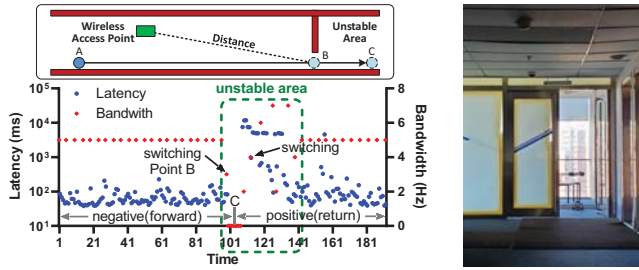 Wireless
Access Point
Distance
Unstable
Area
A
B
C
unstable area
Latency
Bandwith
switching
Point B
switching
C
negative(forward)
positive(return)
Latency (ms)
10⁵
10⁴
10³
10²
10¹
Bandwidth (Hz)
8
6
4
2
0
1 21 41 61 81 101 121 141 161 181
Time